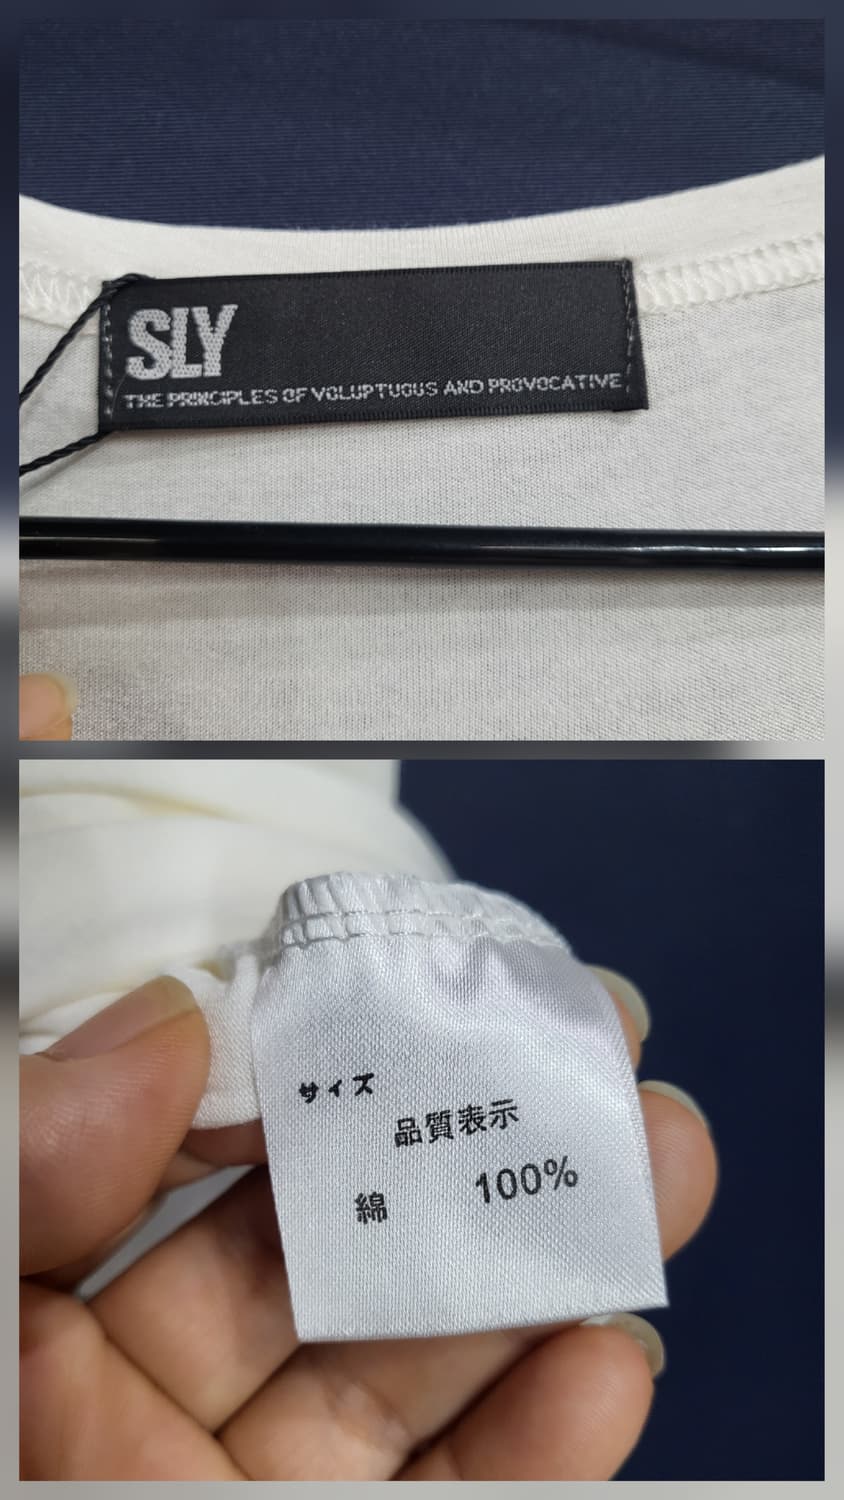 SLY
THE PRINCIPLES OF VOLUPTUOUS AND PROVOCATIVE
サイズ
品質表示
綿 100%